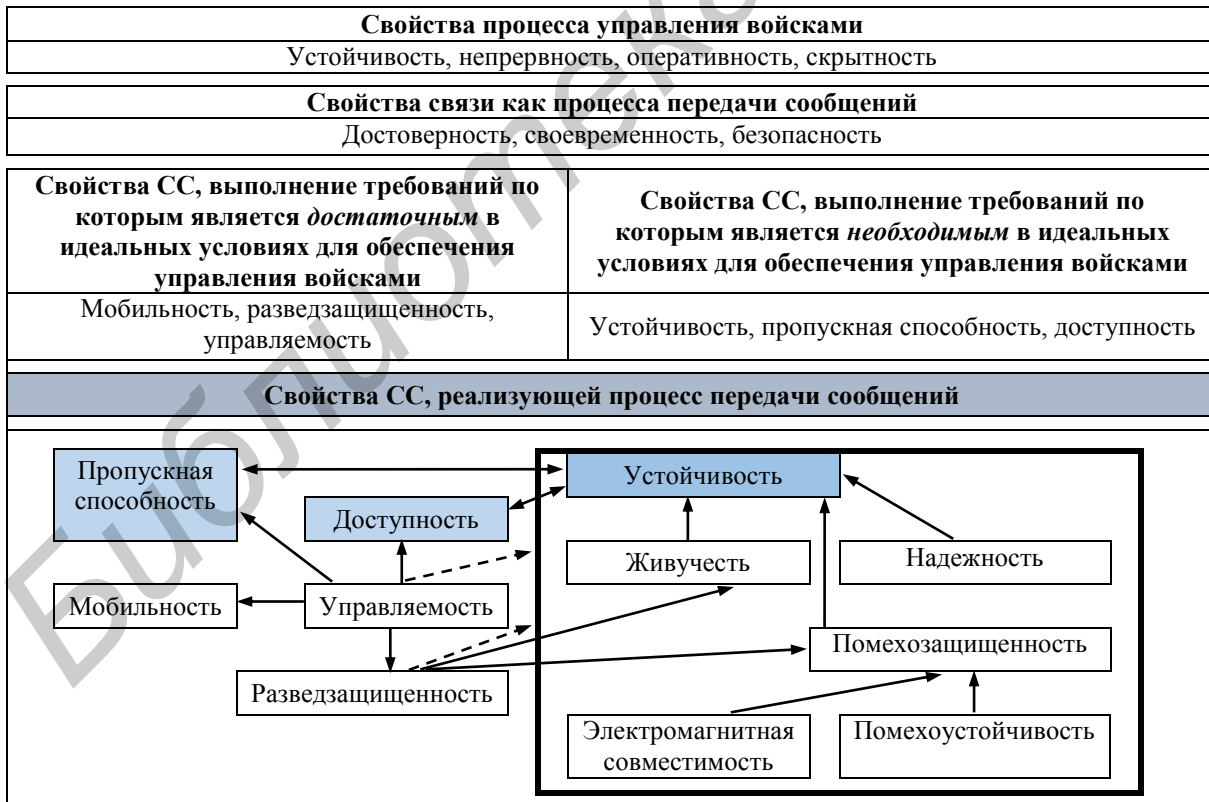 Свойства процесса управления войсками
Устойчивость, непрервность, оперативность, скрытность
Свойства связи как процесса передачи сообщений
Достоверность, своевременность, безопасность
Свойства СС, выполнение требований по
которым является достаточным в
идеальных условиях для обеспечения
управления войсками
Свойства СС, выполнение требований по
которым является необходимым в идеальных
условиях для обеспечения управления войсками
Мобильность, разведзащищенность,
управляемость
Устойчивость, пропускная способность, доступность
Свойства СС, реализующей процесс передачи сообщений
Пропускная
способность
Устойчивость
Доступность
Живучесть
Надежность
Мобильность
Управляемость
Помехозащищенность
Разведзащищенность
Электромагнитная
совместимость
Помехоустойчивость
Библиотека